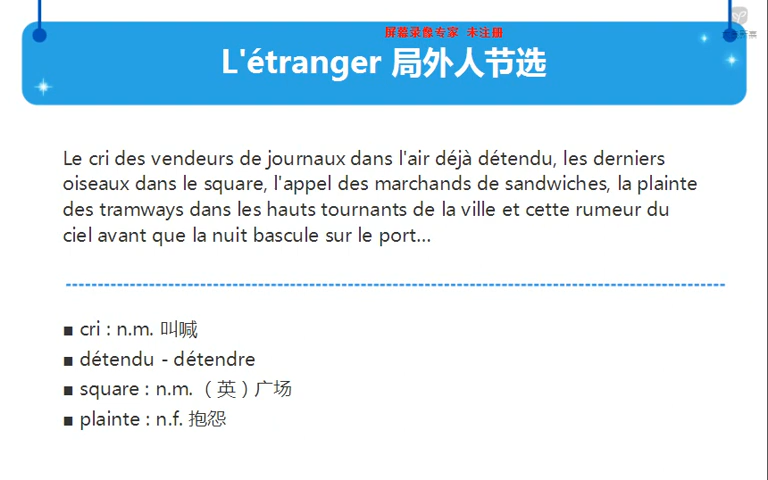 屏幕录像专家 未注册
L'étranger 局外人节选
Le cri des vendeurs de journaux dans l'air déjà détendu, les derniers
oiseaux dans le square, l'appel des marchands de sandwiches, la plainte
des tramways dans les hauts tournants de la ville et cette rumeur du
ciel avant que la nuit bascule sur le port...
■ cri : n.m. 叫喊
■ détendu - détendre
■ square : n.m.（英）广场
■ plainte : n.f. 抱怨